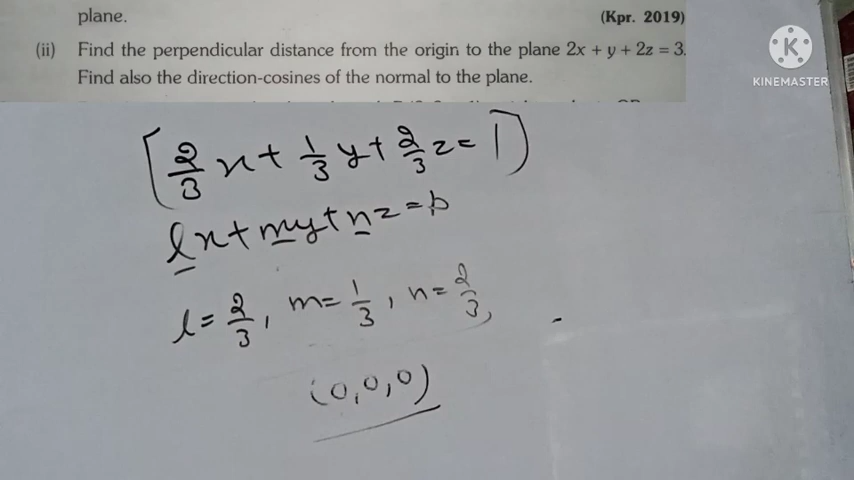 plane. (Kpr. 2019)
(ii) Find the perpendicular distance from the origin to the plane 2x + y + 2z = 3.
Find also the direction-cosines of the normal to the plane.
KINEMASTER
[2/3 x + 1/3 y + 2/3 z = 1]
lx + my + nz = p
l = 2/3, m = 1/3, n = 2/3,
(0,0,0)